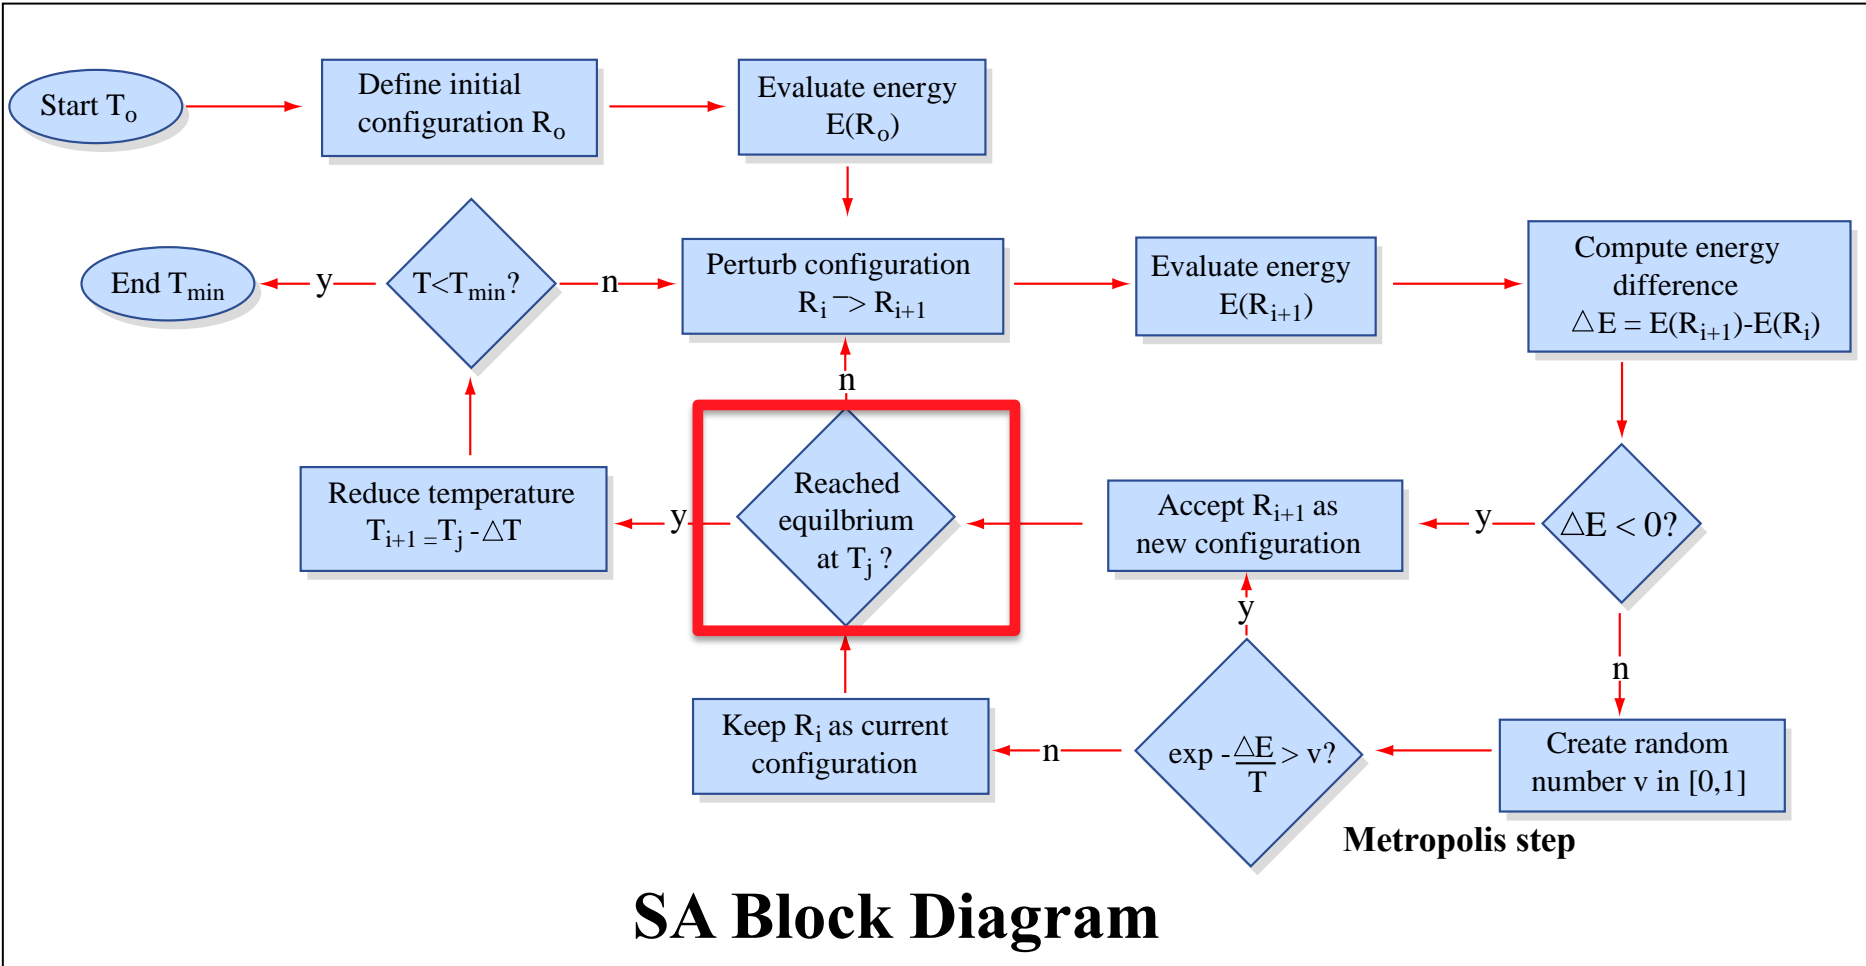 Start Tₒ
Define initial
configuration Rₒ
Evaluate energy
E(Rₒ)
End Tmin
y
T<Tmin?
n
Perturb configuration
Ri –> Ri+1
Evaluate energy
E(Ri+1)
Compute energy
difference
△E = E(Ri+1)-E(Ri)
n
Reduce temperature
Ti+1 = Tj - △T
y
Reached
equilbrium
at Tj ?
Accept Ri+1 as
new configuration
y
△E < 0?
y
n
Keep Ri as current
configuration
n
exp - △E/T > v?
Create random
number v in [0,1]
Metropolis step
SA Block Diagram